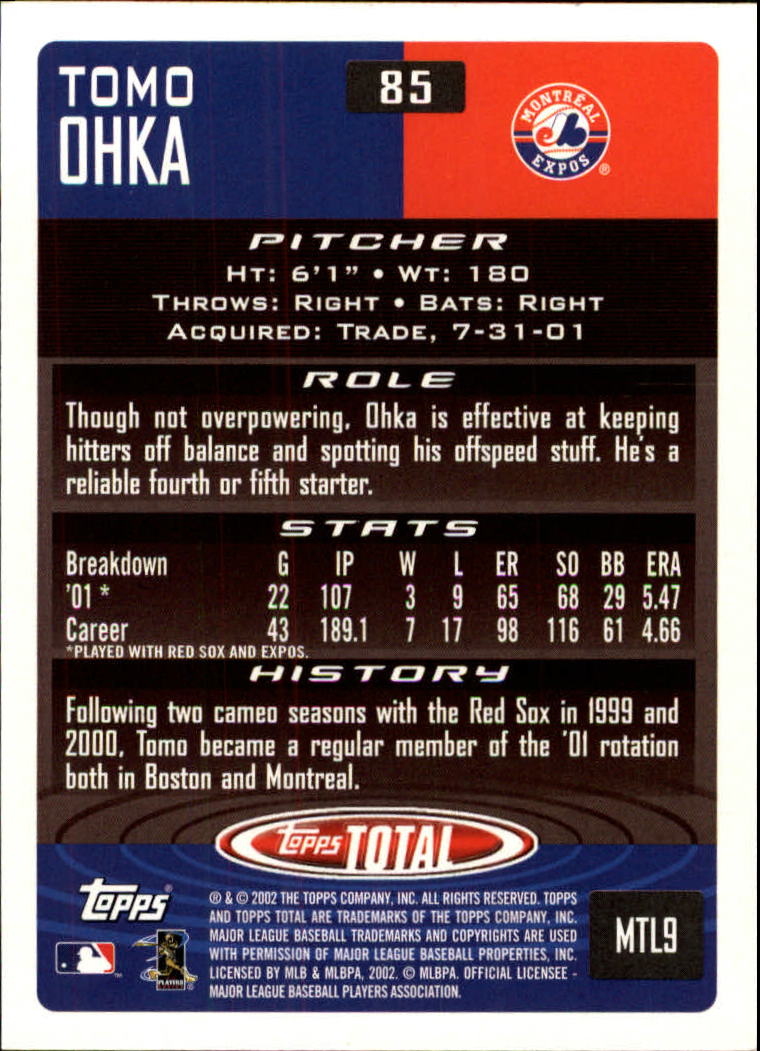 TOMO
OHKA
85
MONTRÉAL
EXPOS ®
PITCHER
HT: 6'1" • WT: 180
THROWS: RIGHT • BATS: RIGHT
ACQUIRED: TRADE, 7-31-01
ROLE
Though not overpowering, Ohka is effective at keeping
hitters off balance and spotting his offspeed stuff. He's a
reliable fourth or fifth starter.
STATS
Breakdown G IP W L ER SO BB ERA
'01 * 22 107 3 9 65 68 29 5.47
Career 43 189.1 7 17 98 116 61 4.66
*PLAYED WITH RED SOX AND EXPOS.
HISTORY
Following two cameo seasons with the Red Sox in 1999 and
2000, Tomo became a regular member of the '01 rotation
both in Boston and Montreal.
Topps TOTAL
Topps®
® & © 2002 THE TOPPS COMPANY, INC. ALL RIGHTS RESERVED. TOPPS
AND TOPPS TOTAL ARE TRADEMARKS OF THE TOPPS COMPANY, INC.
MAJOR LEAGUE BASEBALL TRADEMARKS AND COPYRIGHTS ARE USED
WITH PERMISSION OF MAJOR LEAGUE BASEBALL PROPERTIES, INC.
LICENSED BY MLB & MLBPA, 2002. © MLBPA. OFFICIAL LICENSEE -
MAJOR LEAGUE BASEBALL PLAYERS ASSOCIATION.
MTL9
PLAYERS